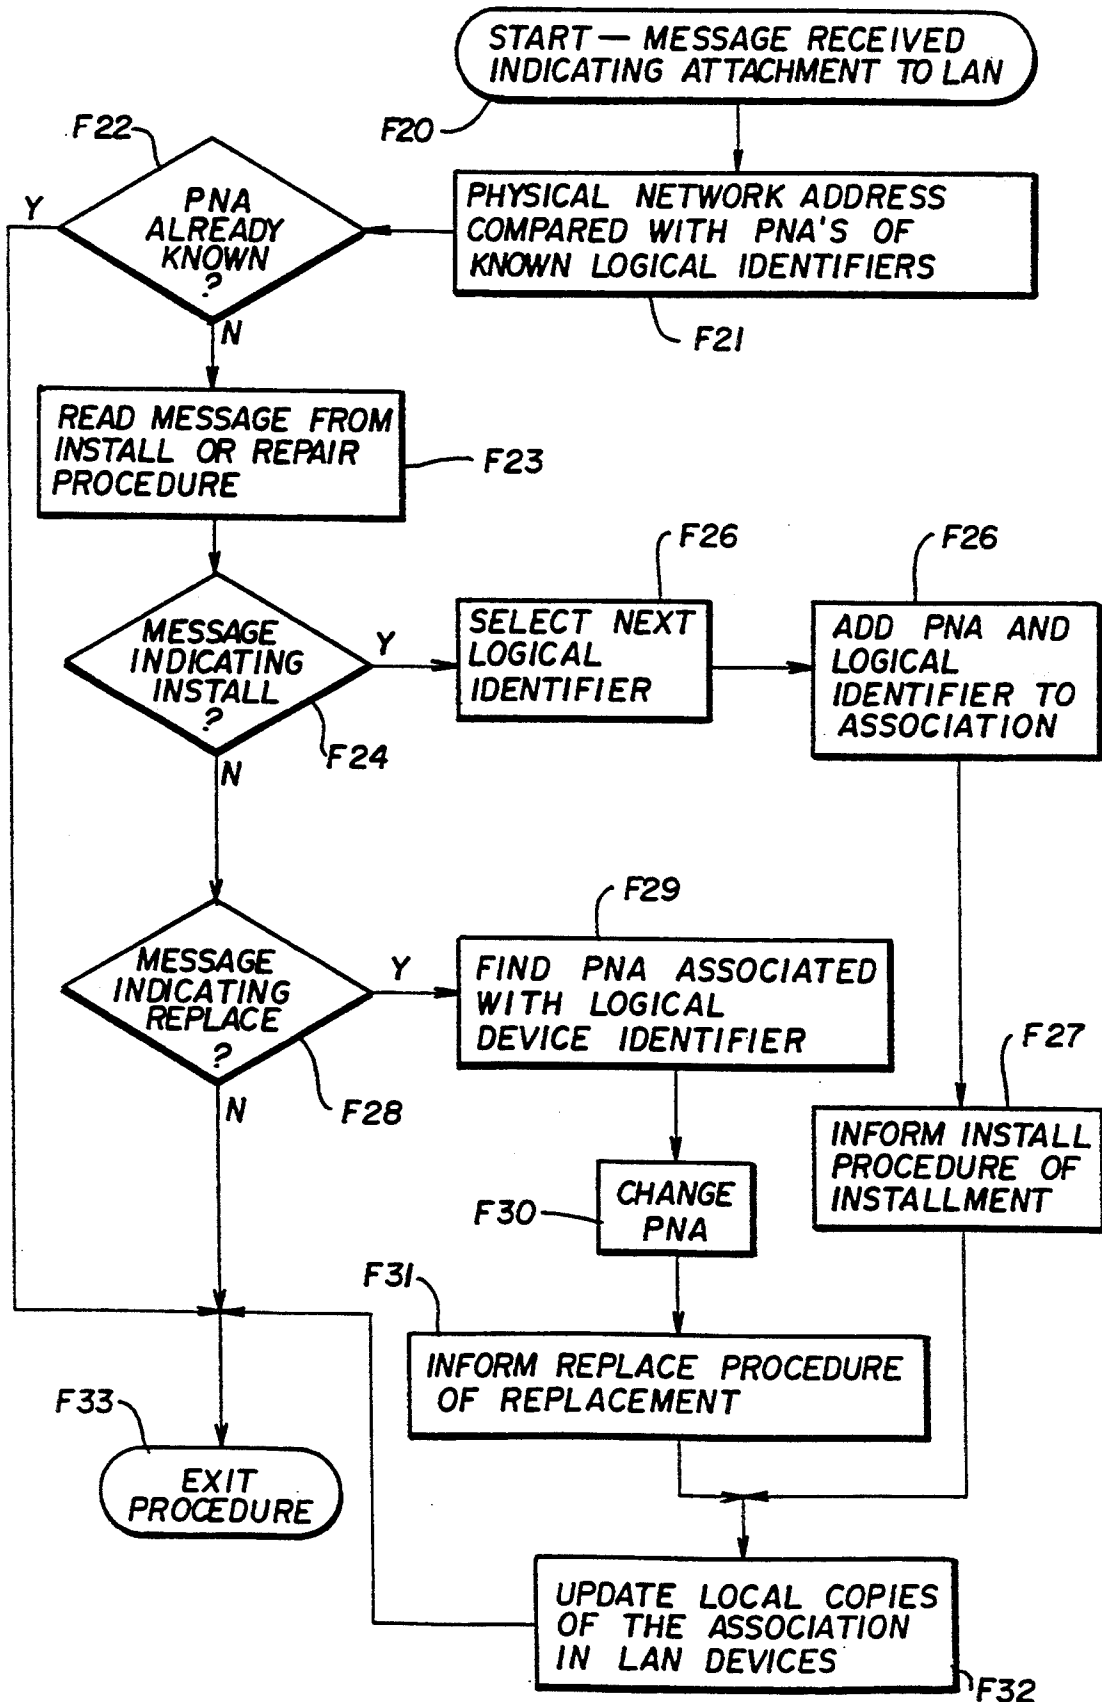 START — MESSAGE RECEIVED
INDICATING ATTACHMENT TO LAN
F20
F22
PNA
ALREADY
KNOWN
?
Y
N
PHYSICAL NETWORK ADDRESS
COMPARED WITH PNA'S OF
KNOWN LOGICAL IDENTIFIERS
F21
READ MESSAGE FROM
INSTALL OR REPAIR
PROCEDURE
F23
MESSAGE
INDICATING
INSTALL
?
Y
N
F24
F26
SELECT NEXT
LOGICAL
IDENTIFIER
F26
ADD PNA AND
LOGICAL
IDENTIFIER TO
ASSOCIATION
MESSAGE
INDICATING
REPLACE
?
Y
N
F28
F29
FIND PNA ASSOCIATED
WITH LOGICAL
DEVICE IDENTIFIER
F27
INFORM INSTALL
PROCEDURE OF
INSTALLMENT
F30
CHANGE
PNA
F31
INFORM REPLACE PROCEDURE
OF REPLACEMENT
F33
EXIT
PROCEDURE
UPDATE LOCAL COPIES
OF THE ASSOCIATION
IN LAN DEVICES
F32